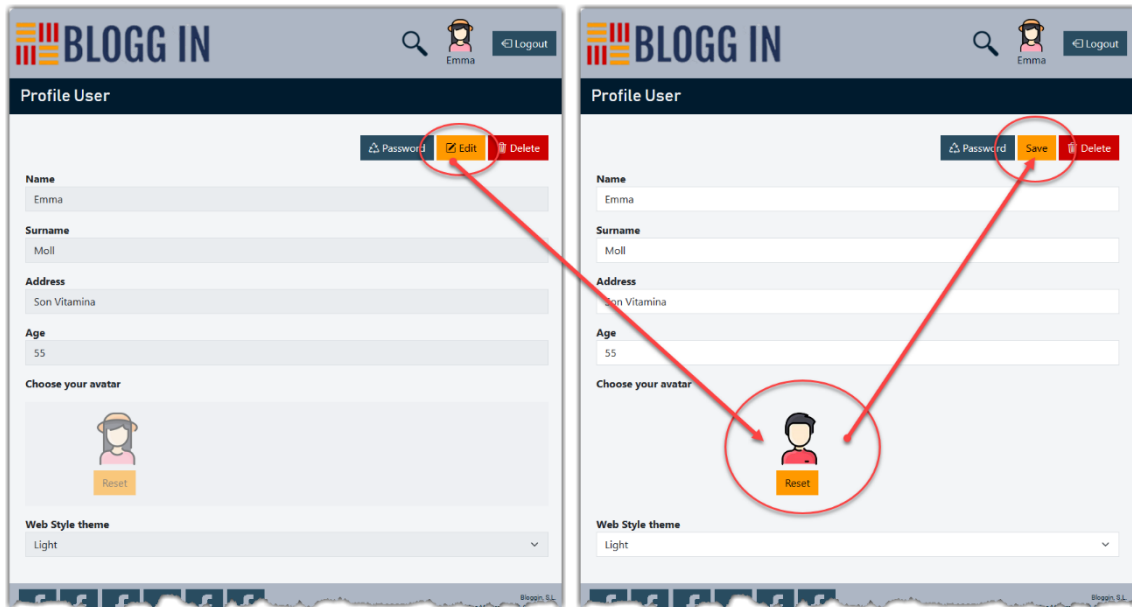 BLOGG IN
Emma
Logout
Profile User
Password
Edit
Delete
Name
Emma
Surname
Moll
Address
Son Vitamina
Age
55
Choose your avatar
Reset
Web Style theme
Light
Bloggin, S.L.
BLOGG IN
Emma
Logout
Profile User
Password
Save
Delete
Name
Emma
Surname
Moll
Address
Son Vitamina
Age
55
Choose your avatar
Reset
Web Style theme
Light
Bloggin, S.L.